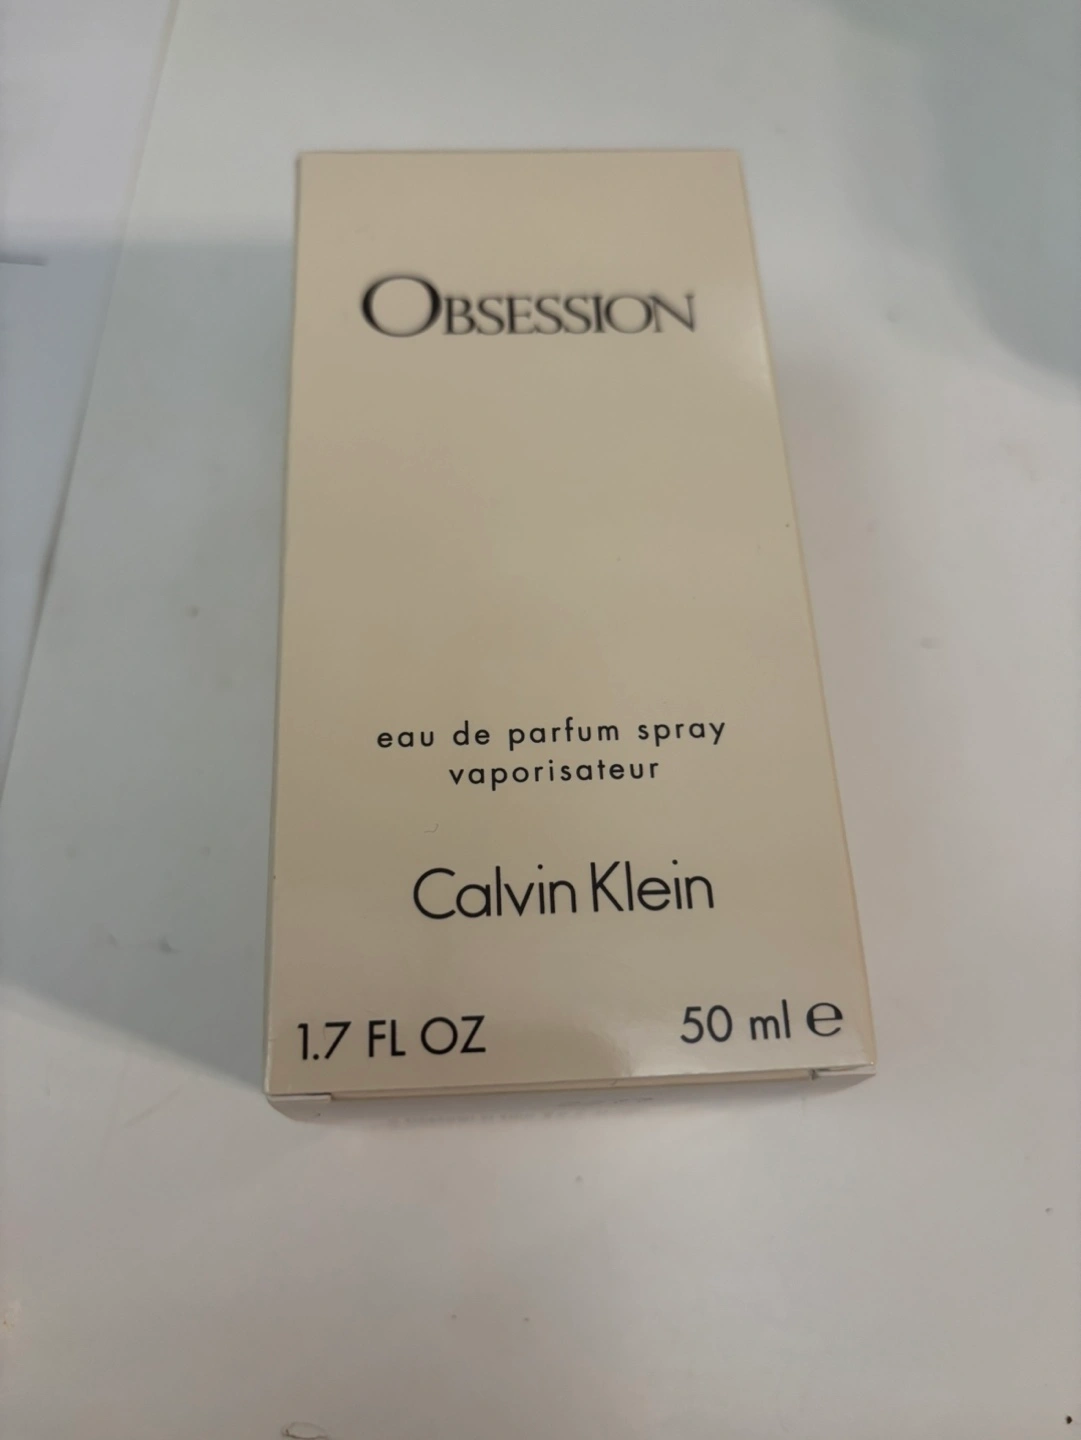 OBSESSION
eau de parfum spray
vaporisateur
Calvin Klein
1.7 FL OZ 50 ml ℮